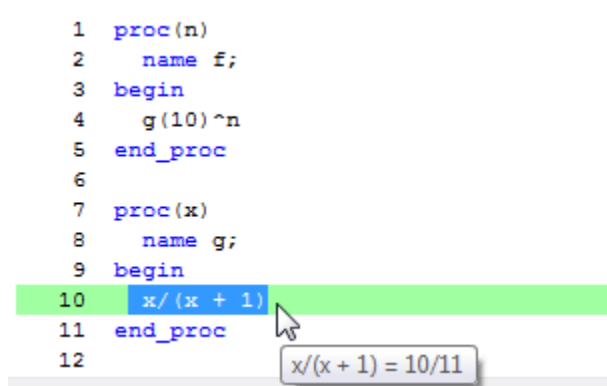 1 proc(n)
2   name f;
3 begin
4   g(10)^n
5 end_proc
6
7 proc(x)
8   name g;
9 begin
10   x/(x + 1)
11 end_proc
12
x/(x + 1) = 10/11